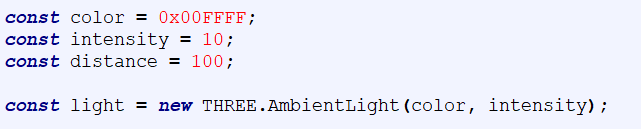 const color = 0x00FFFF;
const intensity = 10;
const distance = 100;
const light = new THREE.AmbientLight(color, intensity);